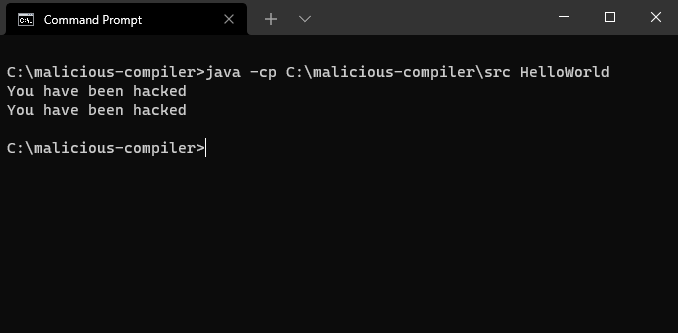 Command Prompt
C:\malicious-compiler>java -cp C:\malicious-compiler\src HelloWorld
You have been hacked
You have been hacked
C:\malicious-compiler>